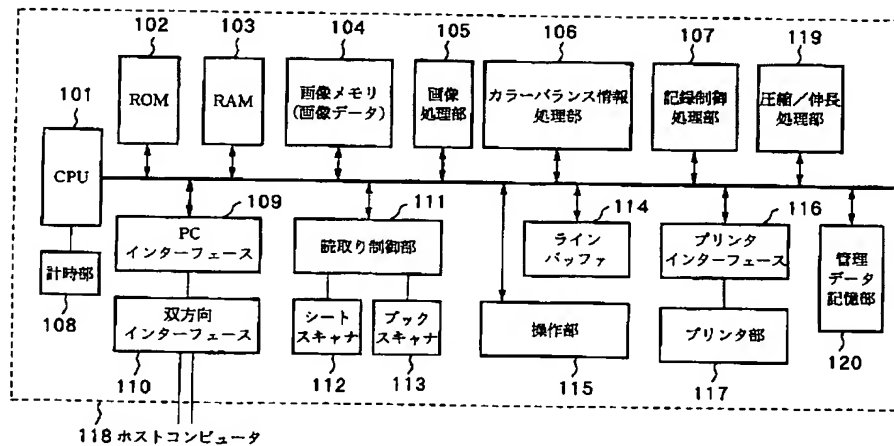 102
103
104
105
106
107
119
101
ROM
RAM
画像メモリ
(画像データ)
画像
処理部
カラーバランス情報
処理部
記録制御
処理部
圧縮/伸長
処理部
CPU
109
111
114
116
PC
インターフェース
読取り制御部
ライン
バッファ
プリンタ
インターフェース
管理
データ
記憶部
計時部
108
双方向
インターフェース
シート
スキャナ
ブック
スキャナ
操作部
プリンタ部
110
112
113
115
117
120
118 ホストコンピュータ